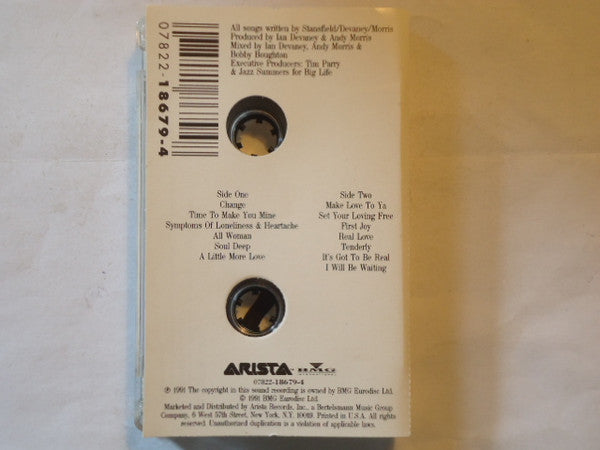 07822-18679-4
All songs written by Stansfield/Devaney/Morris
Produced by Ian Devaney & Andy Morris
Mixed by Ian Devaney, Andy Morris &
Bobby Boughton
Executive Producers: Tim Parry
& Jazz Summers for Big Life
Side One
Change
Time To Make You Mine
Symptoms Of Loneliness & Heartache
All Woman
Soul Deep
A Little More Love
Side Two
Make Love To Ya
Set Your Loving Free
First Joy
Real Love
Tenderly
It's Got To Be Real
I Will Be Waiting
ARISTA BMG
07822-18679-4
℗ 1991 The copyright in this sound recording is owned by BMG Eurodisc Ltd.
© 1991 BMG Eurodisc Ltd.
Marketed and Distributed by Arista Records, Inc., a Bertelsmann Music Group
Company, 6 West 57th Street, New York, N.Y. 10019. Printed in U.S.A. All rights
reserved. Unauthorized duplication is a violation of applicable laws.